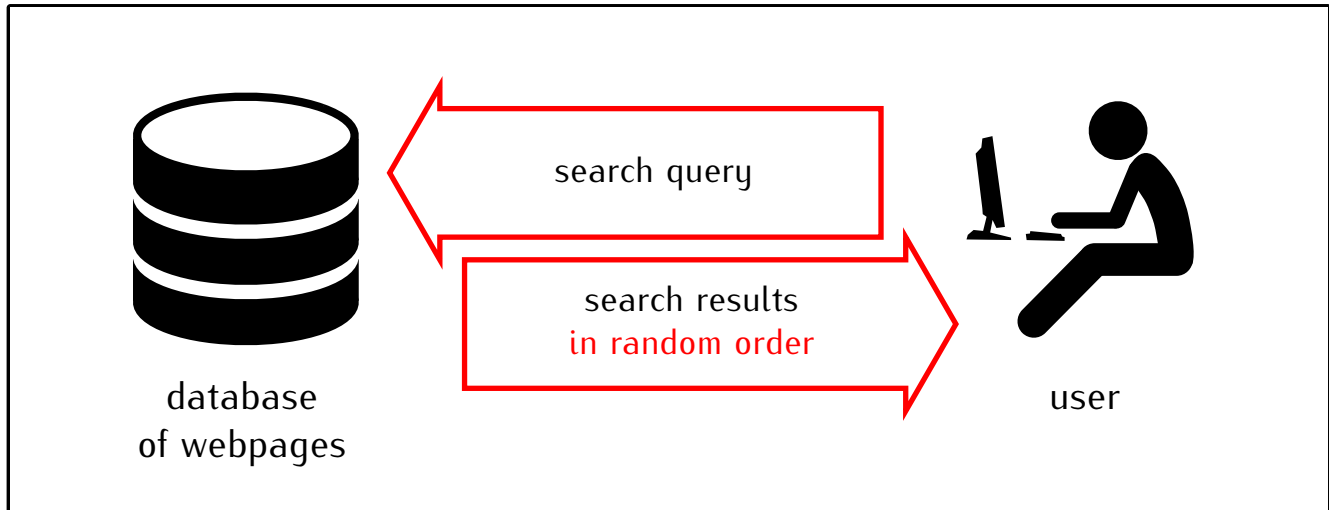 search query
search results
in random order
database
of webpages
user